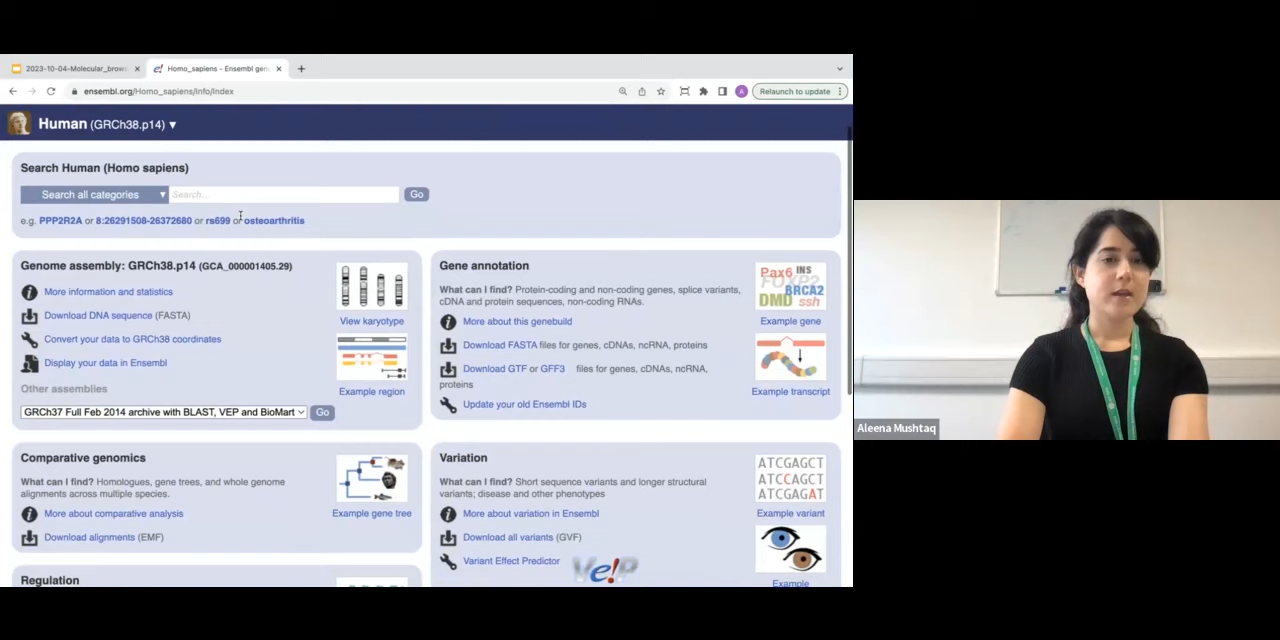 2023-10-04-Molecular_brows
Homo_sapiens - Ensembl gen
ensembl.org/Homo_sapiens/Info/Index
A
Relaunch to update
Human (GRCh38.p14) ▼
Search Human (Homo sapiens)
Search all categories ▼ Search... Go
e.g. PPP2R2A or 8:26291508-26372680 or rs699 or osteoarthritis
Genome assembly: GRCh38.p14 (GCA_000001405.29)
More information and statistics
Download DNA sequence (FASTA)
Convert your data to GRCh38 coordinates
Display your data in Ensembl
Other assemblies
GRCh37 Full Feb 2014 archive with BLAST, VEP and BioMart Go
View karyotype
Example region
Gene annotation
What can I find? Protein-coding and non-coding genes, splice variants,
cDNA and protein sequences, non-coding RNAs.
More about this genebuild
Download FASTA files for genes, cDNAs, ncRNA, proteins
Download GTF or GFF3 files for genes, cDNAs, ncRNA,
proteins
Update your old Ensembl IDs
Pax6 INS
FOXP2
BRCA2
DMD ssh
Example gene
Example transcript
Comparative genomics
What can I find? Homologues, gene trees, and whole genome
alignments across multiple species.
More about comparative analysis
Download alignments (EMF)
Example gene tree
Variation
What can I find? Short sequence variants and longer structural
variants; disease and other phenotypes
More about variation in Ensembl
Download all variants (GVF)
Variant Effect Predictor
Ve!P
ATCGAGCT
ATCCAGCT
ATCGAGAT
Example variant
Example
Regulation
Aleena Mushtaq